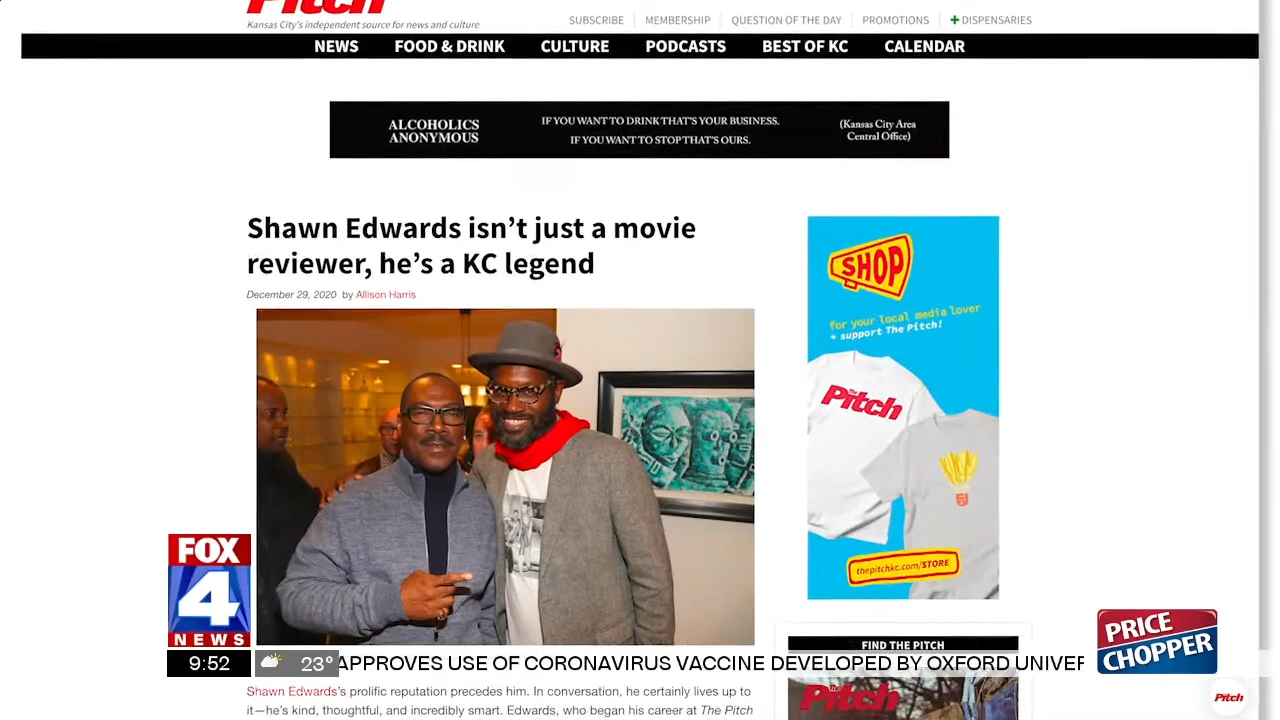 Pitch
Kansas City's independent source for news and culture
SUBSCRIBE MEMBERSHIP QUESTION OF THE DAY PROMOTIONS + DISPENSARIES
NEWS FOOD & DRINK CULTURE PODCASTS BEST OF KC CALENDAR
ALCOHOLICS
ANONYMOUS
IF YOU WANT TO DRINK THAT'S YOUR BUSINESS.
IF YOU WANT TO STOP THAT'S OURS.
(Kansas City Area
Central Office)
Shawn Edwards isn't just a movie
reviewer, he's a KC legend
December 29, 2020 by Allison Harris
SHOP
for your local media lover
+ support The Pitch!
the Pitch
thepitchkc.com/STORE
FOX
4
NEWS
9:52 23° APPROVES USE OF CORONAVIRUS VACCINE DEVELOPED BY OXFORD UNIVER
PRICE
CHOPPER
FIND THE PITCH
the Pitch
Pitch
Shawn Edwards's prolific reputation precedes him. In conversation, he certainly lives up to
it—he's kind, thoughtful, and incredibly smart. Edwards, who began his career at The Pitch